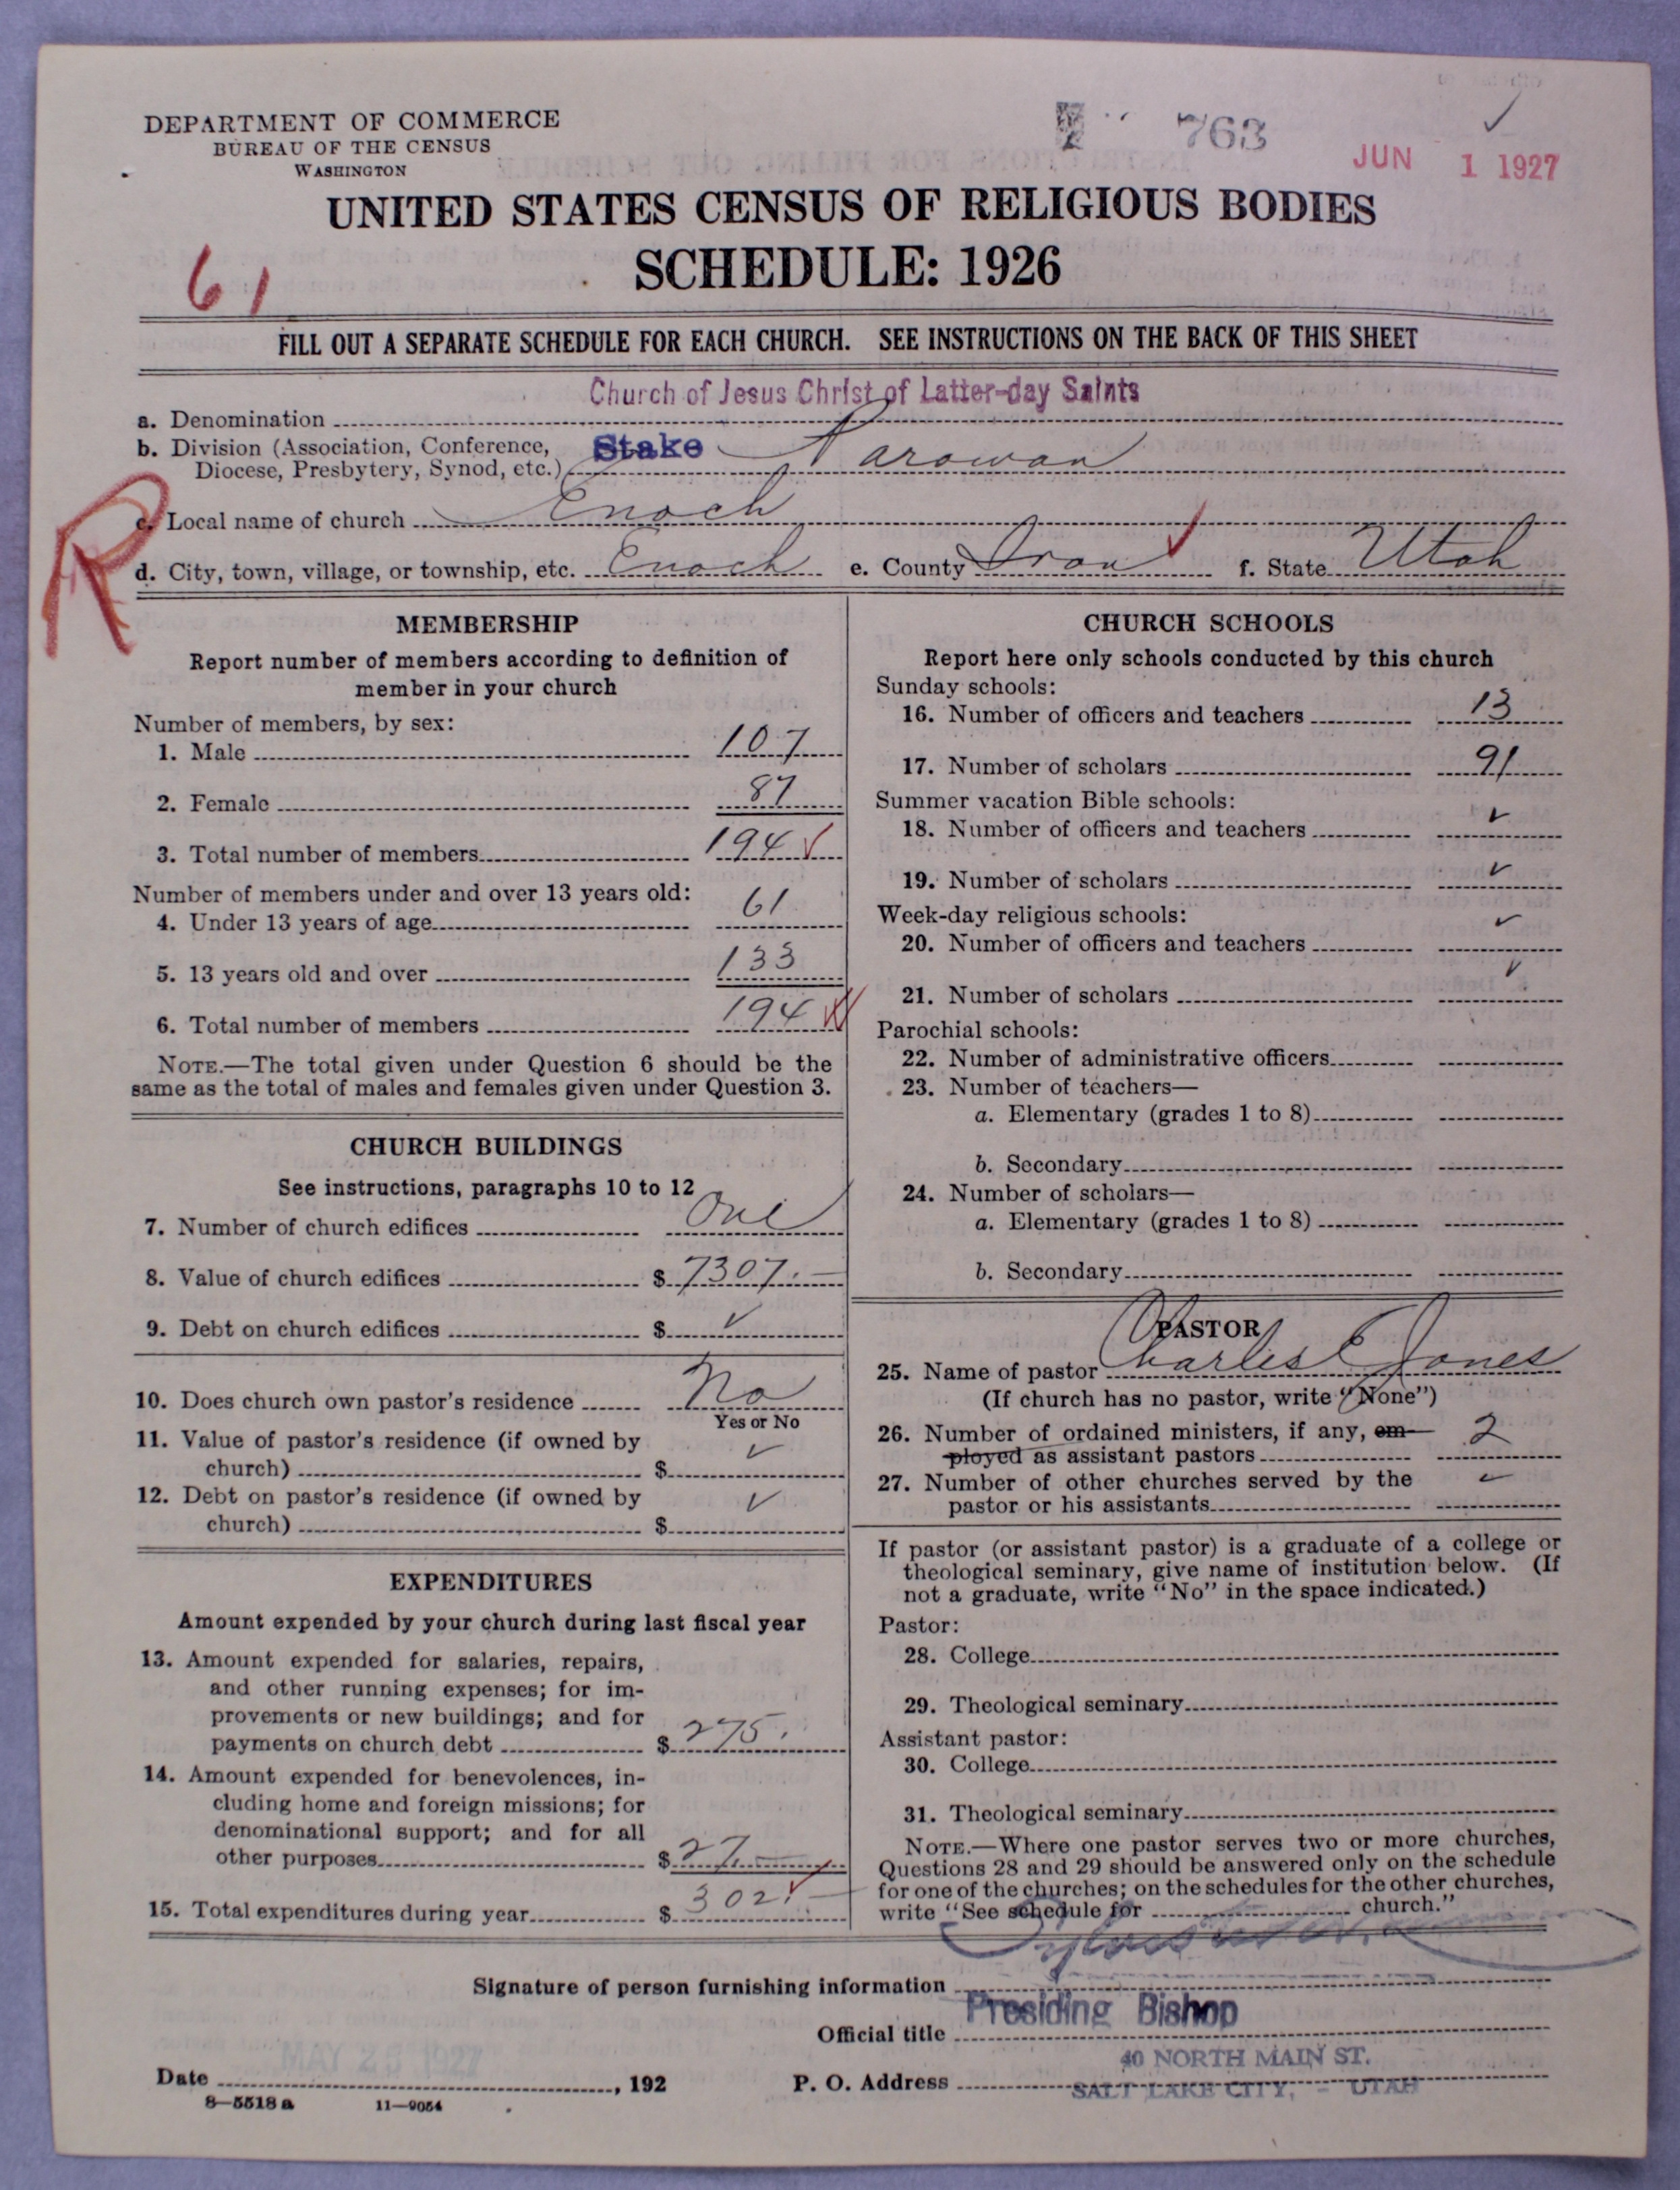 DEPARTMENT OF COMMERCE
BUREAU OF THE CENSUS
WASHINGTON
763
JUN 1 1927
UNITED STATES CENSUS OF RELIGIOUS BODIES
SCHEDULE: 1926
61
FILL OUT A SEPARATE SCHEDULE FOR EACH CHURCH. SEE INSTRUCTIONS ON THE BACK OF THIS SHEET
a. Denomination Church of Jesus Christ of Latter-day Saints
b. Division (Association, Conference, Diocese, Presbytery, Synod, etc.) Stake Parowan
R
c. Local name of church Enoch
d. City, town, village, or township, etc. Enoch e. County Iron ✓ f. State Utah
MEMBERSHIP
Report number of members according to definition of
member in your church
Number of members, by sex:
1. Male 107
2. Female 87
3. Total number of members 194 ✓
Number of members under and over 13 years old:
4. Under 13 years of age 61
5. 13 years old and over 133
6. Total number of members 194
NOTE.—The total given under Question 6 should be the
same as the total of males and females given under Question 3.
CHURCH BUILDINGS
See instructions, paragraphs 10 to 12
7. Number of church edifices One
8. Value of church edifices $ 7307.—
9. Debt on church edifices $ ✓
10. Does church own pastor's residence No
Yes or No
11. Value of pastor's residence (if owned by
church) $ ✓
12. Debt on pastor's residence (if owned by
church) $ ✓
EXPENDITURES
Amount expended by your church during last fiscal year
13. Amount expended for salaries, repairs,
and other running expenses; for im-
provements or new buildings; and for
payments on church debt $ 275.
14. Amount expended for benevolences, in-
cluding home and foreign missions; for
denominational support; and for all
other purposes $ 27.—
15. Total expenditures during year $ 302.—
CHURCH SCHOOLS
Report here only schools conducted by this church
Sunday schools:
16. Number of officers and teachers 13
17. Number of scholars 91
Summer vacation Bible schools:
18. Number of officers and teachers ✓
19. Number of scholars ✓
Week-day religious schools:
20. Number of officers and teachers ✓
21. Number of scholars ✓
Parochial schools:
22. Number of administrative officers
23. Number of teachers—
a. Elementary (grades 1 to 8)
b. Secondary
24. Number of scholars—
a. Elementary (grades 1 to 8)
b. Secondary
PASTOR
25. Name of pastor Charles E Jones
(If church has no pastor, write "None")
26. Number of ordained ministers, if any, em-
ployed as assistant pastors 2
27. Number of other churches served by the
pastor or his assistants ✓
If pastor (or assistant pastor) is a graduate of a college or
theological seminary, give name of institution below. (If
not a graduate, write "No" in the space indicated.)
Pastor:
28. College
29. Theological seminary
Assistant pastor:
30. College
31. Theological seminary
NOTE.—Where one pastor serves two or more churches,
Questions 28 and 29 should be answered only on the schedule
for one of the churches; on the schedules for the other churches,
write "See schedule for church."
Signature of person furnishing information
Official title Presiding Bishop
Date MAY 25 1927, 192
P. O. Address 40 NORTH MAIN ST.
SALT LAKE CITY, - UTAH
8—5518 a 11—9054